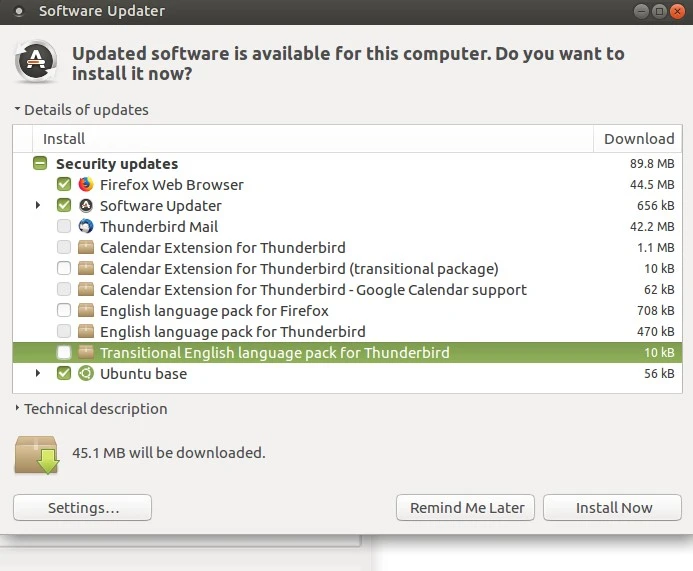 Software Updater
Updated software is available for this computer. Do you want to
install it now?
Details of updates
Install Download
Security updates 89.8 MB
Firefox Web Browser 44.5 MB
Software Updater 656 kB
Thunderbird Mail 42.2 MB
Calendar Extension for Thunderbird 1.1 MB
Calendar Extension for Thunderbird (transitional package) 10 kB
Calendar Extension for Thunderbird - Google Calendar support 62 kB
English language pack for Firefox 708 kB
English language pack for Thunderbird 470 kB
Transitional English language pack for Thunderbird 10 kB
Ubuntu base 56 kB
Technical description
45.1 MB will be downloaded.
Settings... Remind Me Later Install Now